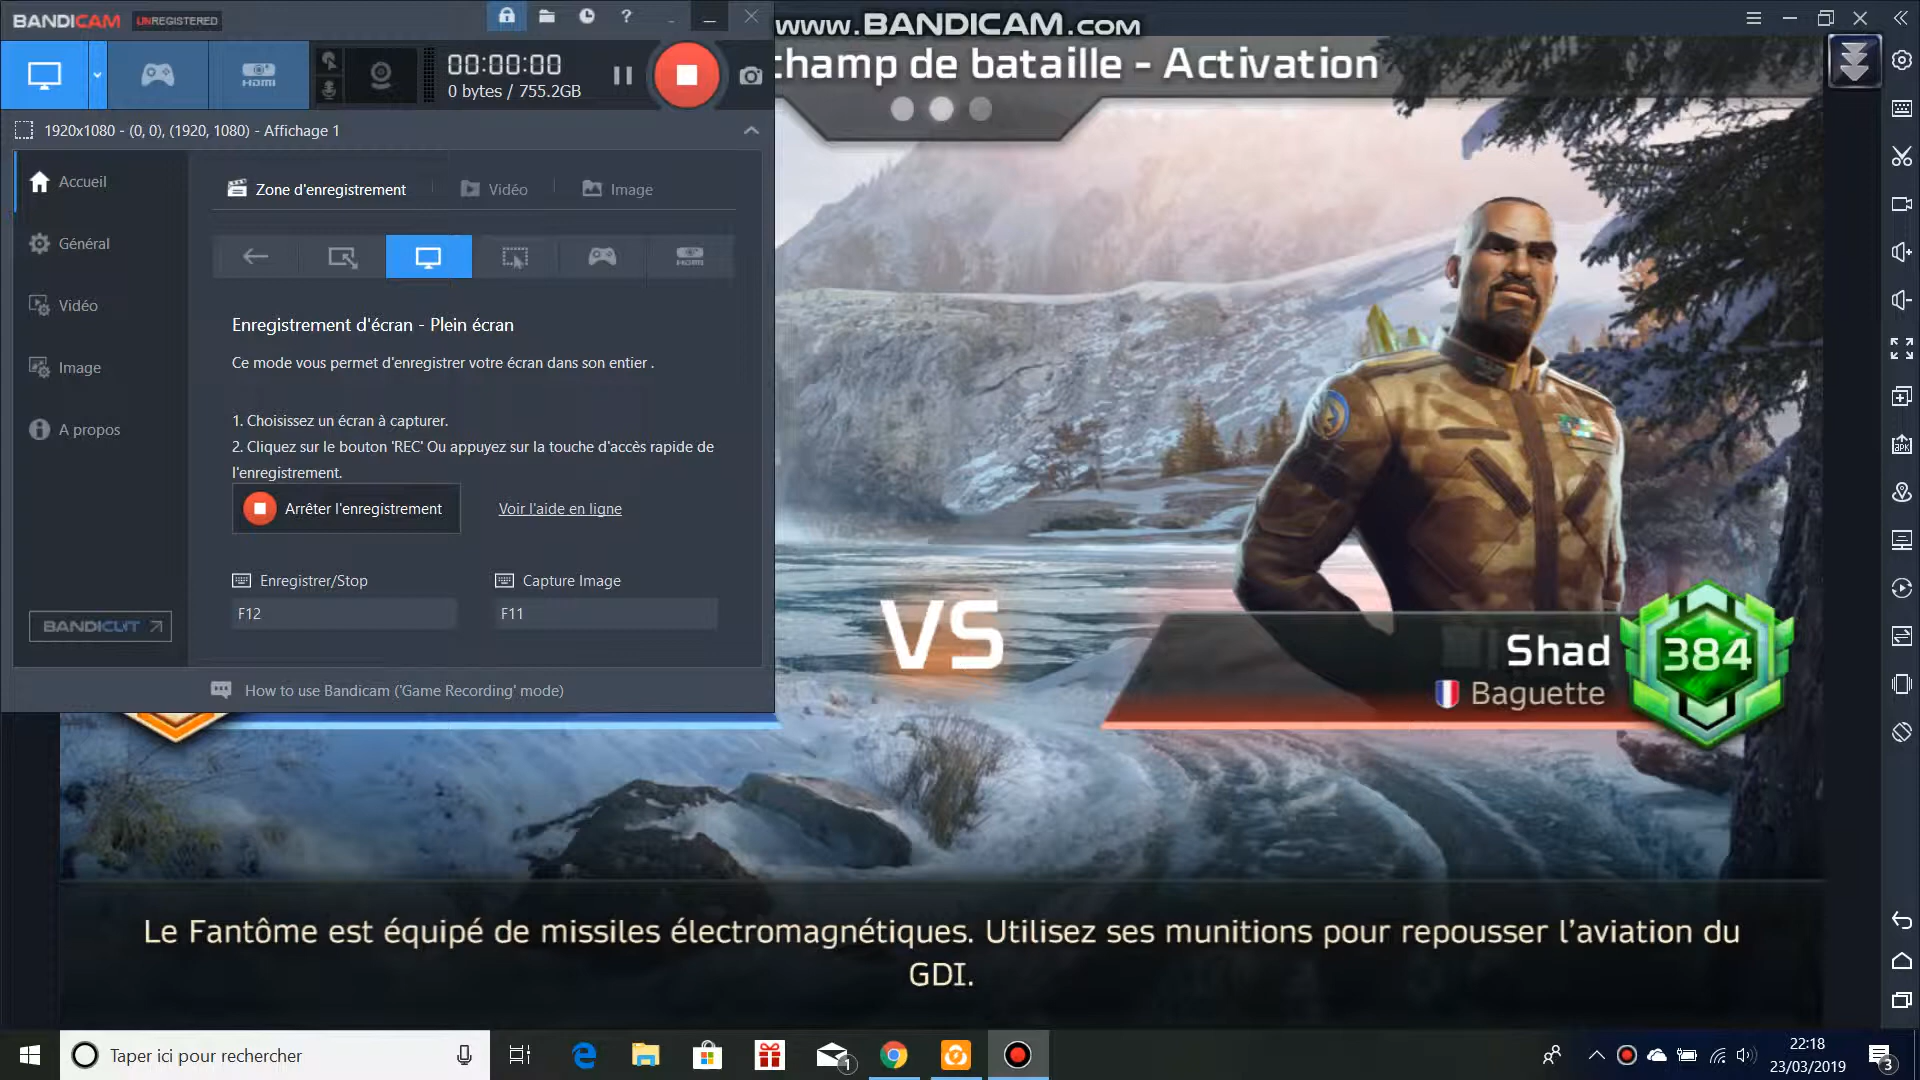 BANDICAM UNREGISTERED
?
www.BANDICAM.com
champ de bataille - Activation
HDMI
00:00:00
0 bytes / 755.2GB
1920x1080 - (0, 0), (1920, 1080) - Affichage 1
Accueil
Général
Vidéo
Image
A propos
BANDICUT
Zone d'enregistrement
Vidéo
Image
HDMI
Enregistrement d'écran - Plein écran
Ce mode vous permet d'enregistrer votre écran dans son entier .
1. Choisissez un écran à capturer.
2. Cliquez sur le bouton 'REC' Ou appuyez sur la touche d'accès rapide de
l'enregistrement.
Arrêter l'enregistrement
Voir l'aide en ligne
Enregistrer/Stop
Capture Image
F12
F11
How to use Bandicam ('Game Recording' mode)
VS
Shad
Baguette
384
APK
Le Fantôme est équipé de missiles électromagnétiques. Utilisez ses munitions pour repousser l'aviation du
GDI.
Taper ici pour rechercher
1
22:18
23/03/2019
3